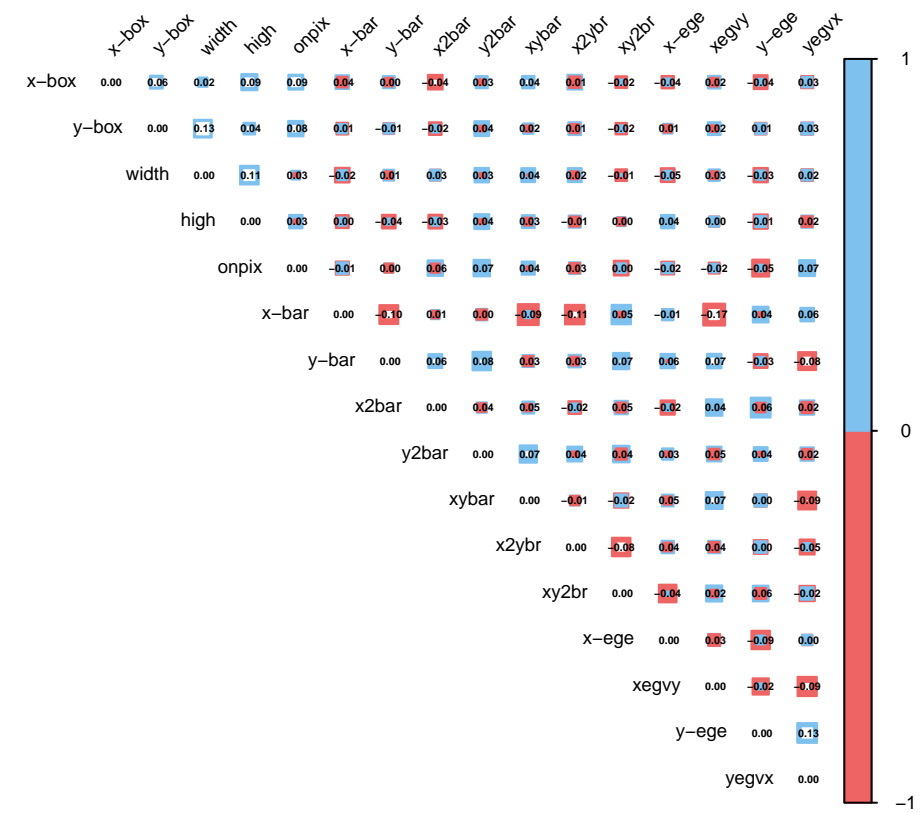 x−box y−box width high onpix x−bar y−bar x2bar y2bar xybar x2ybr xy2br x−ege xegvy y−ege yegvx
1
x−box 0.00 0.06 0.02 0.09 0.09 0.04 0.00 −0.04 0.03 0.04 0.01 −0.02 −0.04 0.02 −0.04 0.03
y−box 0.00 0.13 0.04 0.08 0.01 −0.01 −0.02 0.04 0.02 0.01 −0.02 0.01 0.02 0.01 0.03
width 0.00 0.11 0.03 −0.02 0.01 0.03 0.03 0.04 0.02 −0.01 −0.05 0.03 −0.03 0.02
high 0.00 0.03 0.00 −0.04 −0.03 0.04 0.03 −0.01 0.00 0.04 0.00 −0.01 0.02
onpix 0.00 −0.01 0.00 0.06 0.07 0.04 0.03 0.00 −0.02 −0.02 −0.05 0.07
x−bar 0.00 −0.10 0.01 0.00 −0.09 −0.11 0.05 −0.01 −0.17 0.04 0.06
y−bar 0.00 0.06 0.08 0.03 0.03 0.07 0.06 0.07 −0.03 −0.08
x2bar 0.00 0.04 0.05 −0.02 0.05 −0.02 0.04 0.06 0.02
0
y2bar 0.00 0.07 0.04 0.04 0.03 0.05 0.04 0.02
xybar 0.00 −0.01 −0.02 0.05 0.07 0.00 −0.09
x2ybr 0.00 −0.08 0.04 0.04 0.00 −0.05
xy2br 0.00 −0.04 0.02 0.06 −0.02
x−ege 0.00 0.03 −0.09 0.00
xegvy 0.00 −0.02 −0.09
y−ege 0.00 0.13
yegvx 0.00
−1